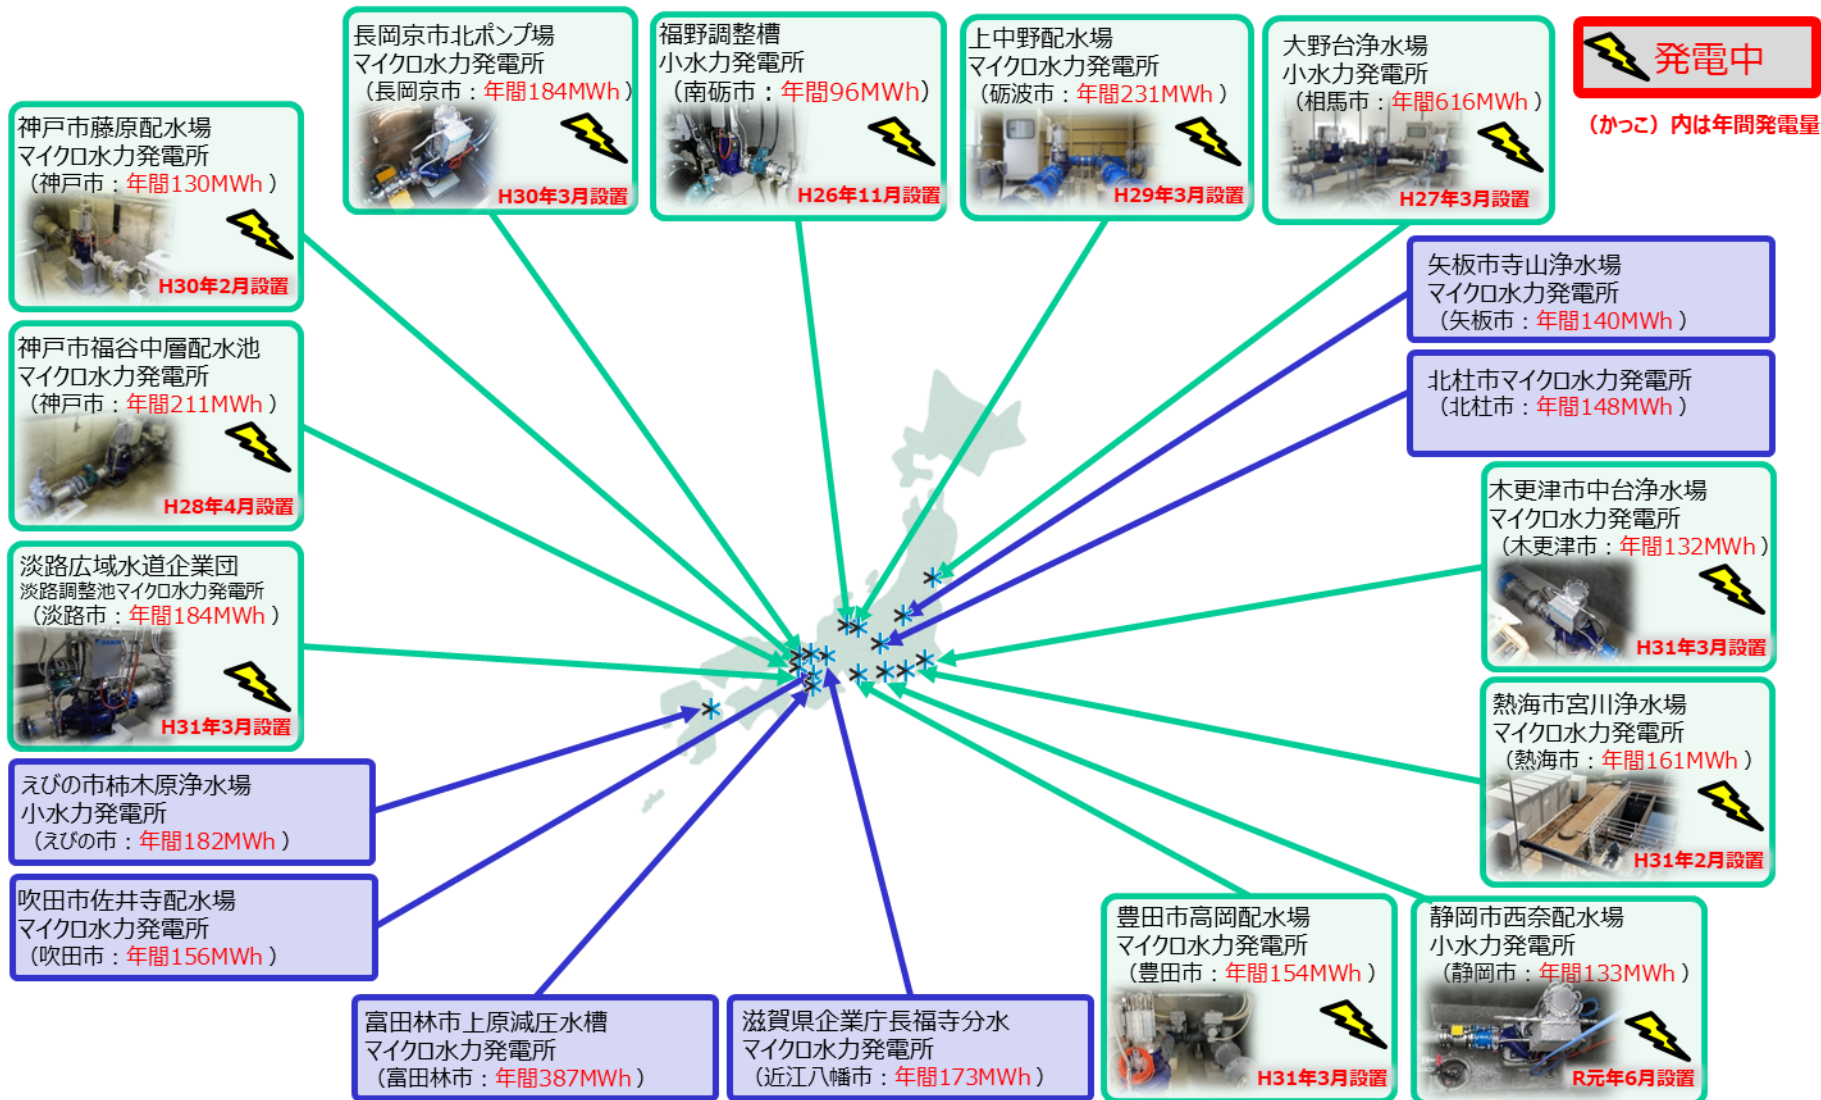 長岡京市北ポンプ場
マイクロ水力発電所
（長岡京市：年間184MWh）
H30年3月設置
福野調整槽
小水力発電所
（南砺市：年間96MWh）
H26年11月設置
上中野配水場
マイクロ水力発電所
（砺波市：年間231MWh）
H29年3月設置
大野台浄水場
小水力発電所
（相馬市：年間616MWh）
H27年3月設置
発電中
（かっこ）内は年間発電量
神戸市藤原配水場
マイクロ水力発電所
（神戸市：年間130MWh）
H30年2月設置
神戸市福谷中層配水池
マイクロ水力発電所
（神戸市：年間211MWh）
H28年4月設置
淡路広域水道企業団
淡路調整池マイクロ水力発電所
（淡路市：年間184MWh）
H31年3月設置
えびの市柿木原浄水場
小水力発電所
（えびの市：年間182MWh）
吹田市佐井寺配水場
マイクロ水力発電所
（吹田市：年間156MWh）
富田林市上原減圧水槽
マイクロ水力発電所
（富田林市：年間387MWh）
滋賀県企業庁長福寺分水
マイクロ水力発電所
（近江八幡市：年間173MWh）
矢板市寺山浄水場
マイクロ水力発電所
（矢板市：年間140MWh）
北杜市マイクロ水力発電所
（北杜市：年間148MWh）
木更津市中台浄水場
マイクロ水力発電所
（木更津市：年間132MWh）
H31年3月設置
熱海市宮川浄水場
マイクロ水力発電所
（熱海市：年間161MWh）
H31年2月設置
豊田市高岡配水場
マイクロ水力発電所
（豊田市：年間154MWh）
H31年3月設置
静岡市西奈配水場
小水力発電所
（静岡市：年間133MWh）
R元年6月設置